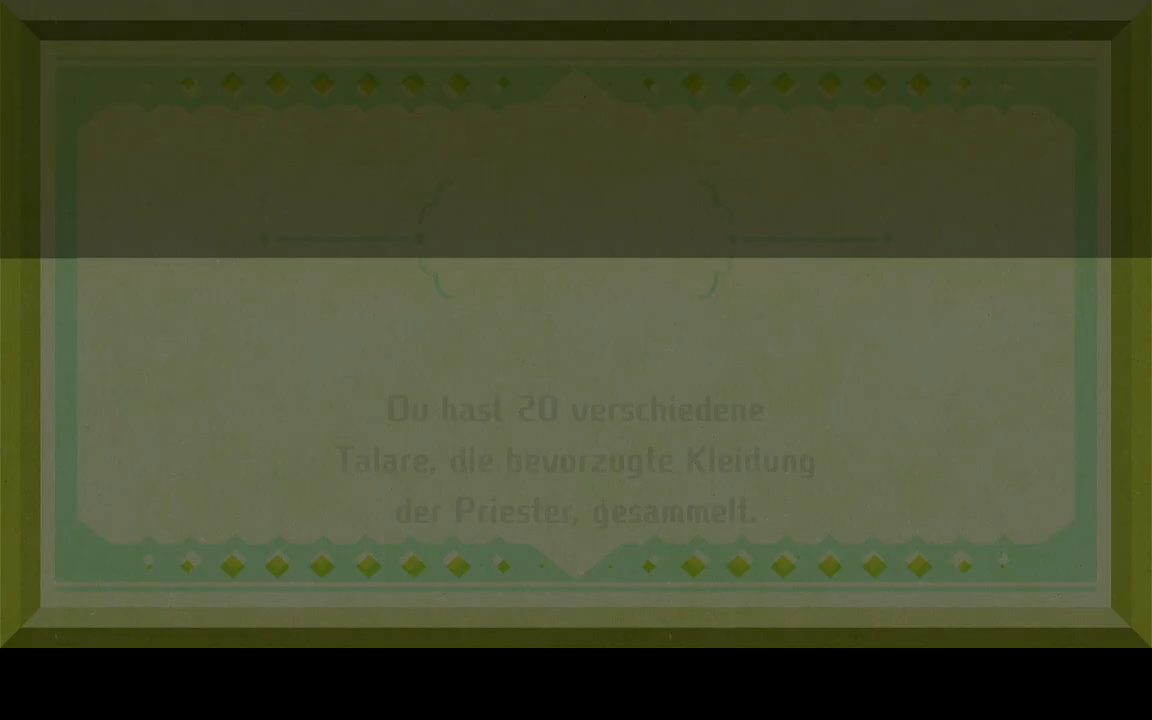 Du hast 20 verschiedene
Talare, die bevorzugte Kleidung
der Priester, gesammelt.